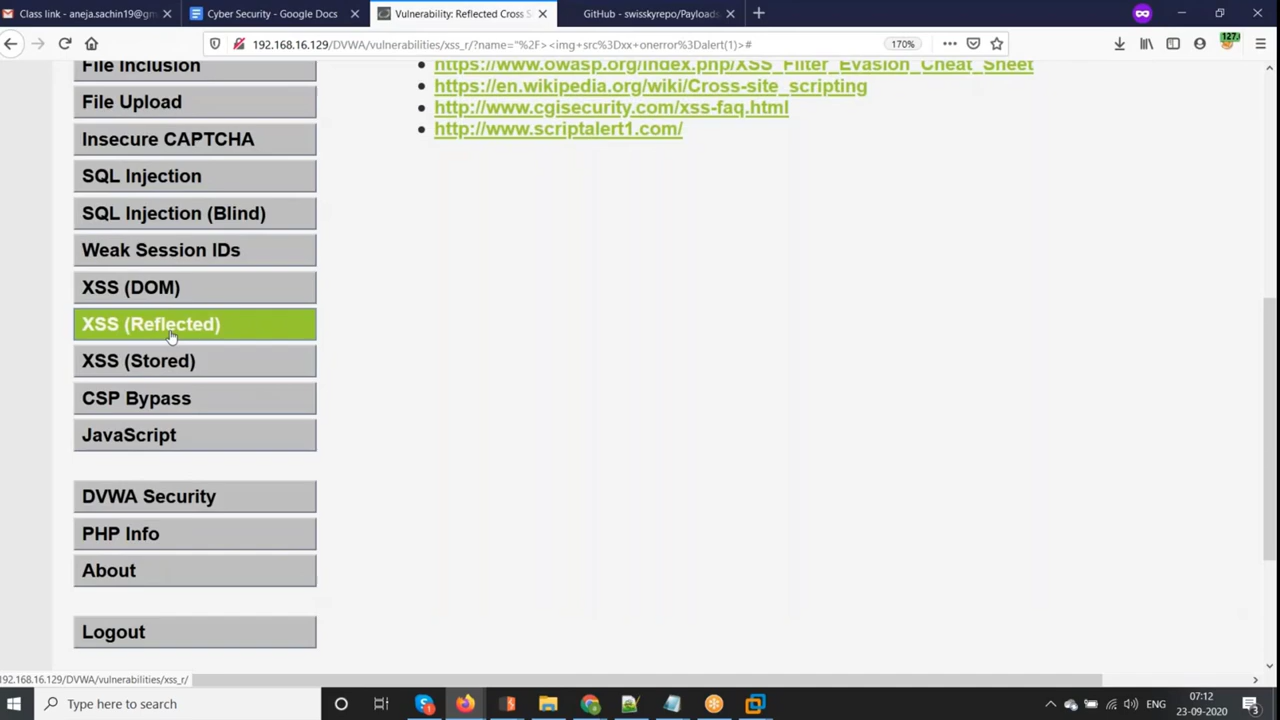 Class link - aneja.sachin19@gm
Cyber Security - Google Docs
Vulnerability: Reflected Cross S
GitHub - swisskyrepo/Payloads
192.168.16.129/DVWA/vulnerabilities/xss_r/?name="%2F><img+src%3Dxx+onerror%3Dalert(1)>#
170%
127.
File Inclusion
File Upload
Insecure CAPTCHA
SQL Injection
SQL Injection (Blind)
Weak Session IDs
XSS (DOM)
XSS (Reflected)
XSS (Stored)
CSP Bypass
JavaScript
DVWA Security
PHP Info
About
Logout
https://www.owasp.org/index.php/XSS_Filter_Evasion_Cheat_Sheet
https://en.wikipedia.org/wiki/Cross-site_scripting
http://www.cgisecurity.com/xss-faq.html
http://www.scriptalert1.com/
192.168.16.129/DVWA/vulnerabilities/xss_r/
Type here to search
ENG
07:12
23-09-2020
3